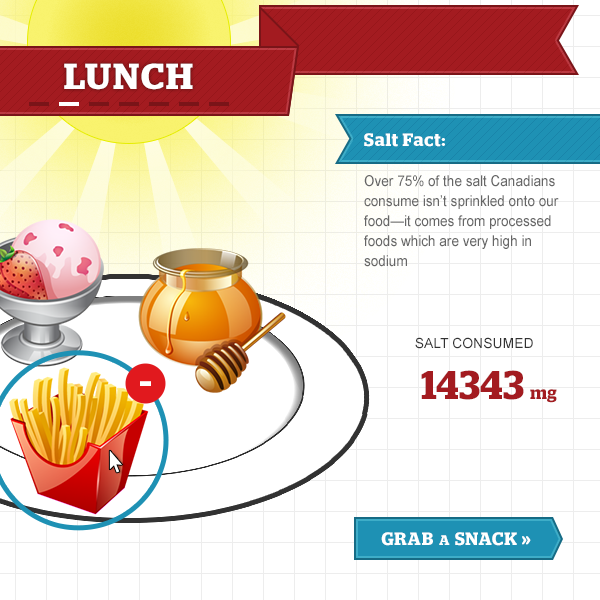 LUNCH
Salt Fact:
Over 75% of the salt Canadians
consume isn't sprinkled onto our
food—it comes from processed
foods which are very high in
sodium
SALT CONSUMED
14343 mg
GRAB A SNACK »